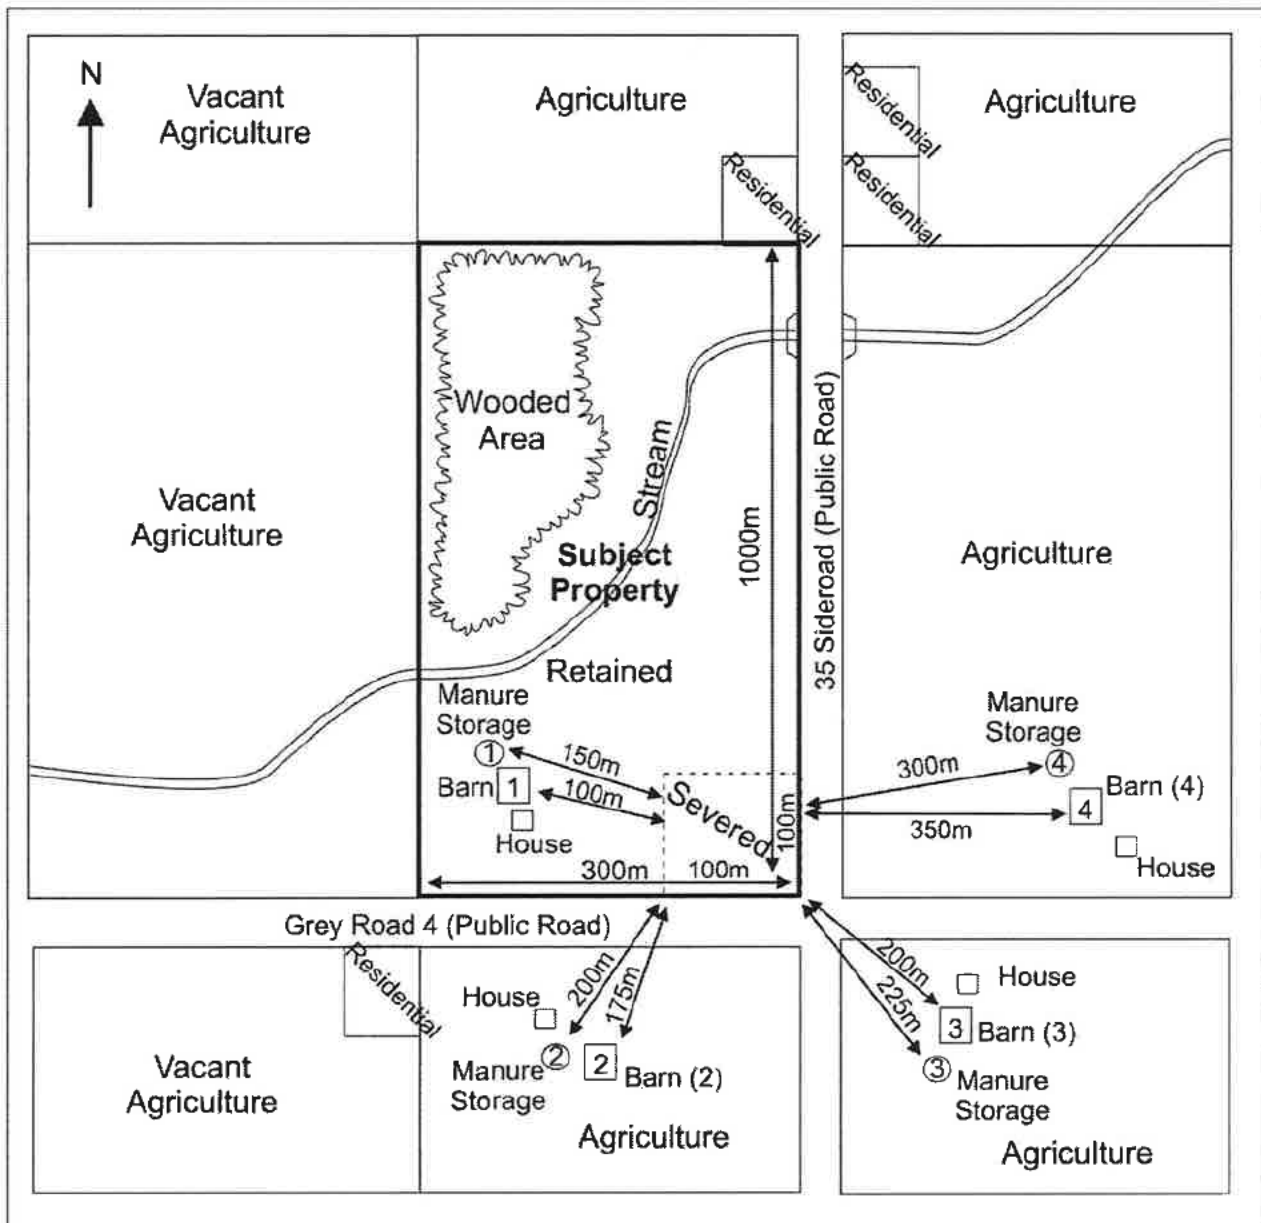 N
Vacant
Agriculture
Agriculture
Residential
Agriculture
Residential
Residential
Wooded
Area
Stream
Vacant
Agriculture
Subject
Property
1000m
35 Sideroad (Public Road)
Agriculture
Retained
Manure
Storage
1
150m
Barn 1
100m
House
Severed
100m
300m
100m
Manure
Storage
4
300m
Barn (4)
4
350m
House
Grey Road 4 (Public Road)
Residential
Vacant
Agriculture
House
200m
175m
2
2
Manure
Storage
Barn (2)
Agriculture
200m
225m
House
3
Barn (3)
3
Manure
Storage
Agriculture